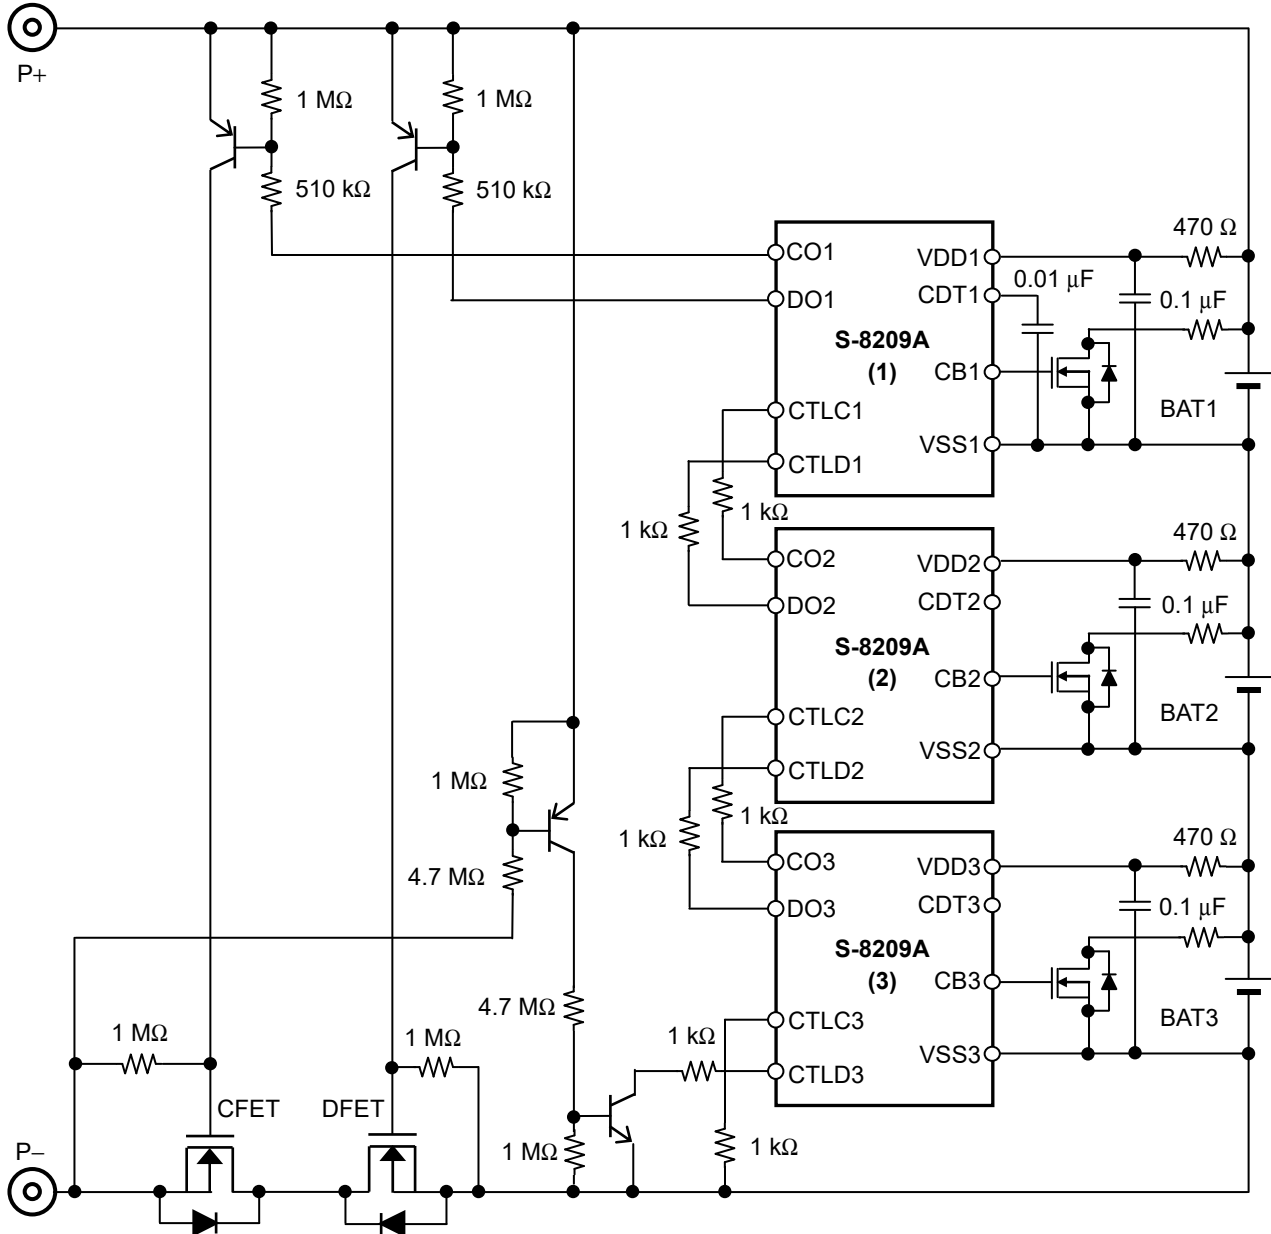 P+
1 MΩ
1 MΩ
510 kΩ
510 kΩ
470 Ω
CO1
VDD1
0.01 μF
DO1
CDT1
0.1 μF
S-8209A
(1)
CB1
BAT1
CTLC1
VSS1
CTLD1
1 kΩ
1 kΩ
470 Ω
CO2
VDD2
DO2
CDT2
0.1 μF
S-8209A
(2)
CB2
BAT2
CTLC2
VSS2
CTLD2
1 MΩ
1 kΩ
1 kΩ
470 Ω
4.7 MΩ
CO3
VDD3
DO3
CDT3
0.1 μF
S-8209A
(3)
CB3
4.7 MΩ
BAT3
1 MΩ
1 MΩ
1 kΩ
CTLC3
VSS3
CTLD3
CFET
DFET
P−
1 MΩ
1 kΩ